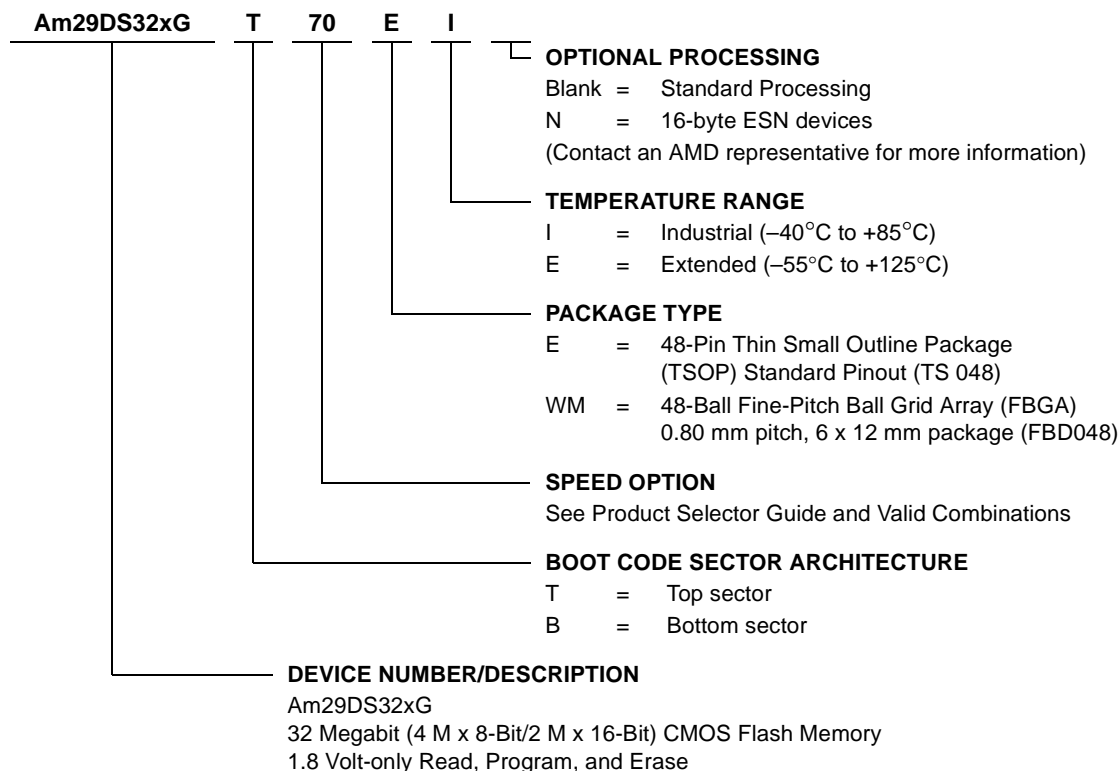 Am29DS32xG T 70 E I
OPTIONAL PROCESSING
Blank = Standard Processing
N = 16-byte ESN devices
(Contact an AMD representative for more information)
TEMPERATURE RANGE
I = Industrial (–40°C to +85°C)
E = Extended (–55°C to +125°C)
PACKAGE TYPE
E = 48-Pin Thin Small Outline Package
(TSOP) Standard Pinout (TS 048)
WM = 48-Ball Fine-Pitch Ball Grid Array (FBGA)
0.80 mm pitch, 6 x 12 mm package (FBD048)
SPEED OPTION
See Product Selector Guide and Valid Combinations
BOOT CODE SECTOR ARCHITECTURE
T = Top sector
B = Bottom sector
DEVICE NUMBER/DESCRIPTION
Am29DS32xG
32 Megabit (4 M x 8-Bit/2 M x 16-Bit) CMOS Flash Memory
1.8 Volt-only Read, Program, and Erase